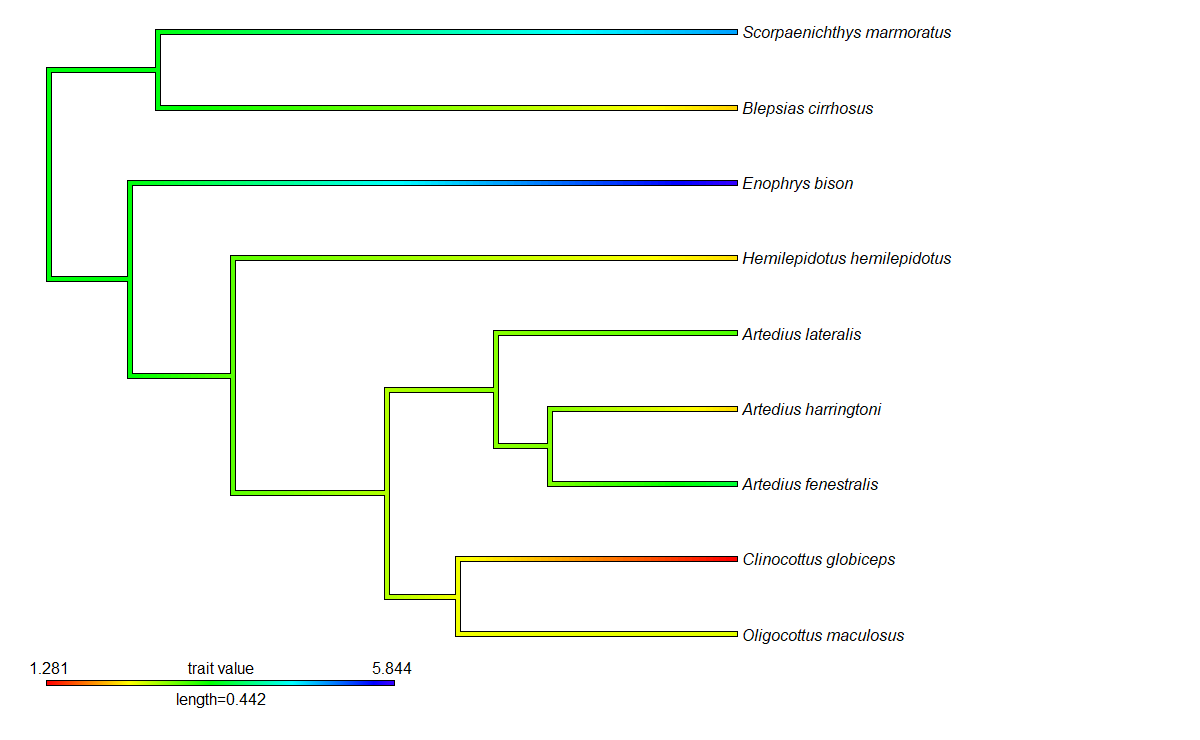 Scorpaenichthys marmoratus
Blepsias cirrhosus
Enophrys bison
Hemilepidotus hemilepidotus
Artedius lateralis
Artedius harringtoni
Artedius fenestralis
Clinocottus globiceps
Oligocottus maculosus
1.281 trait value 5.844
length=0.442